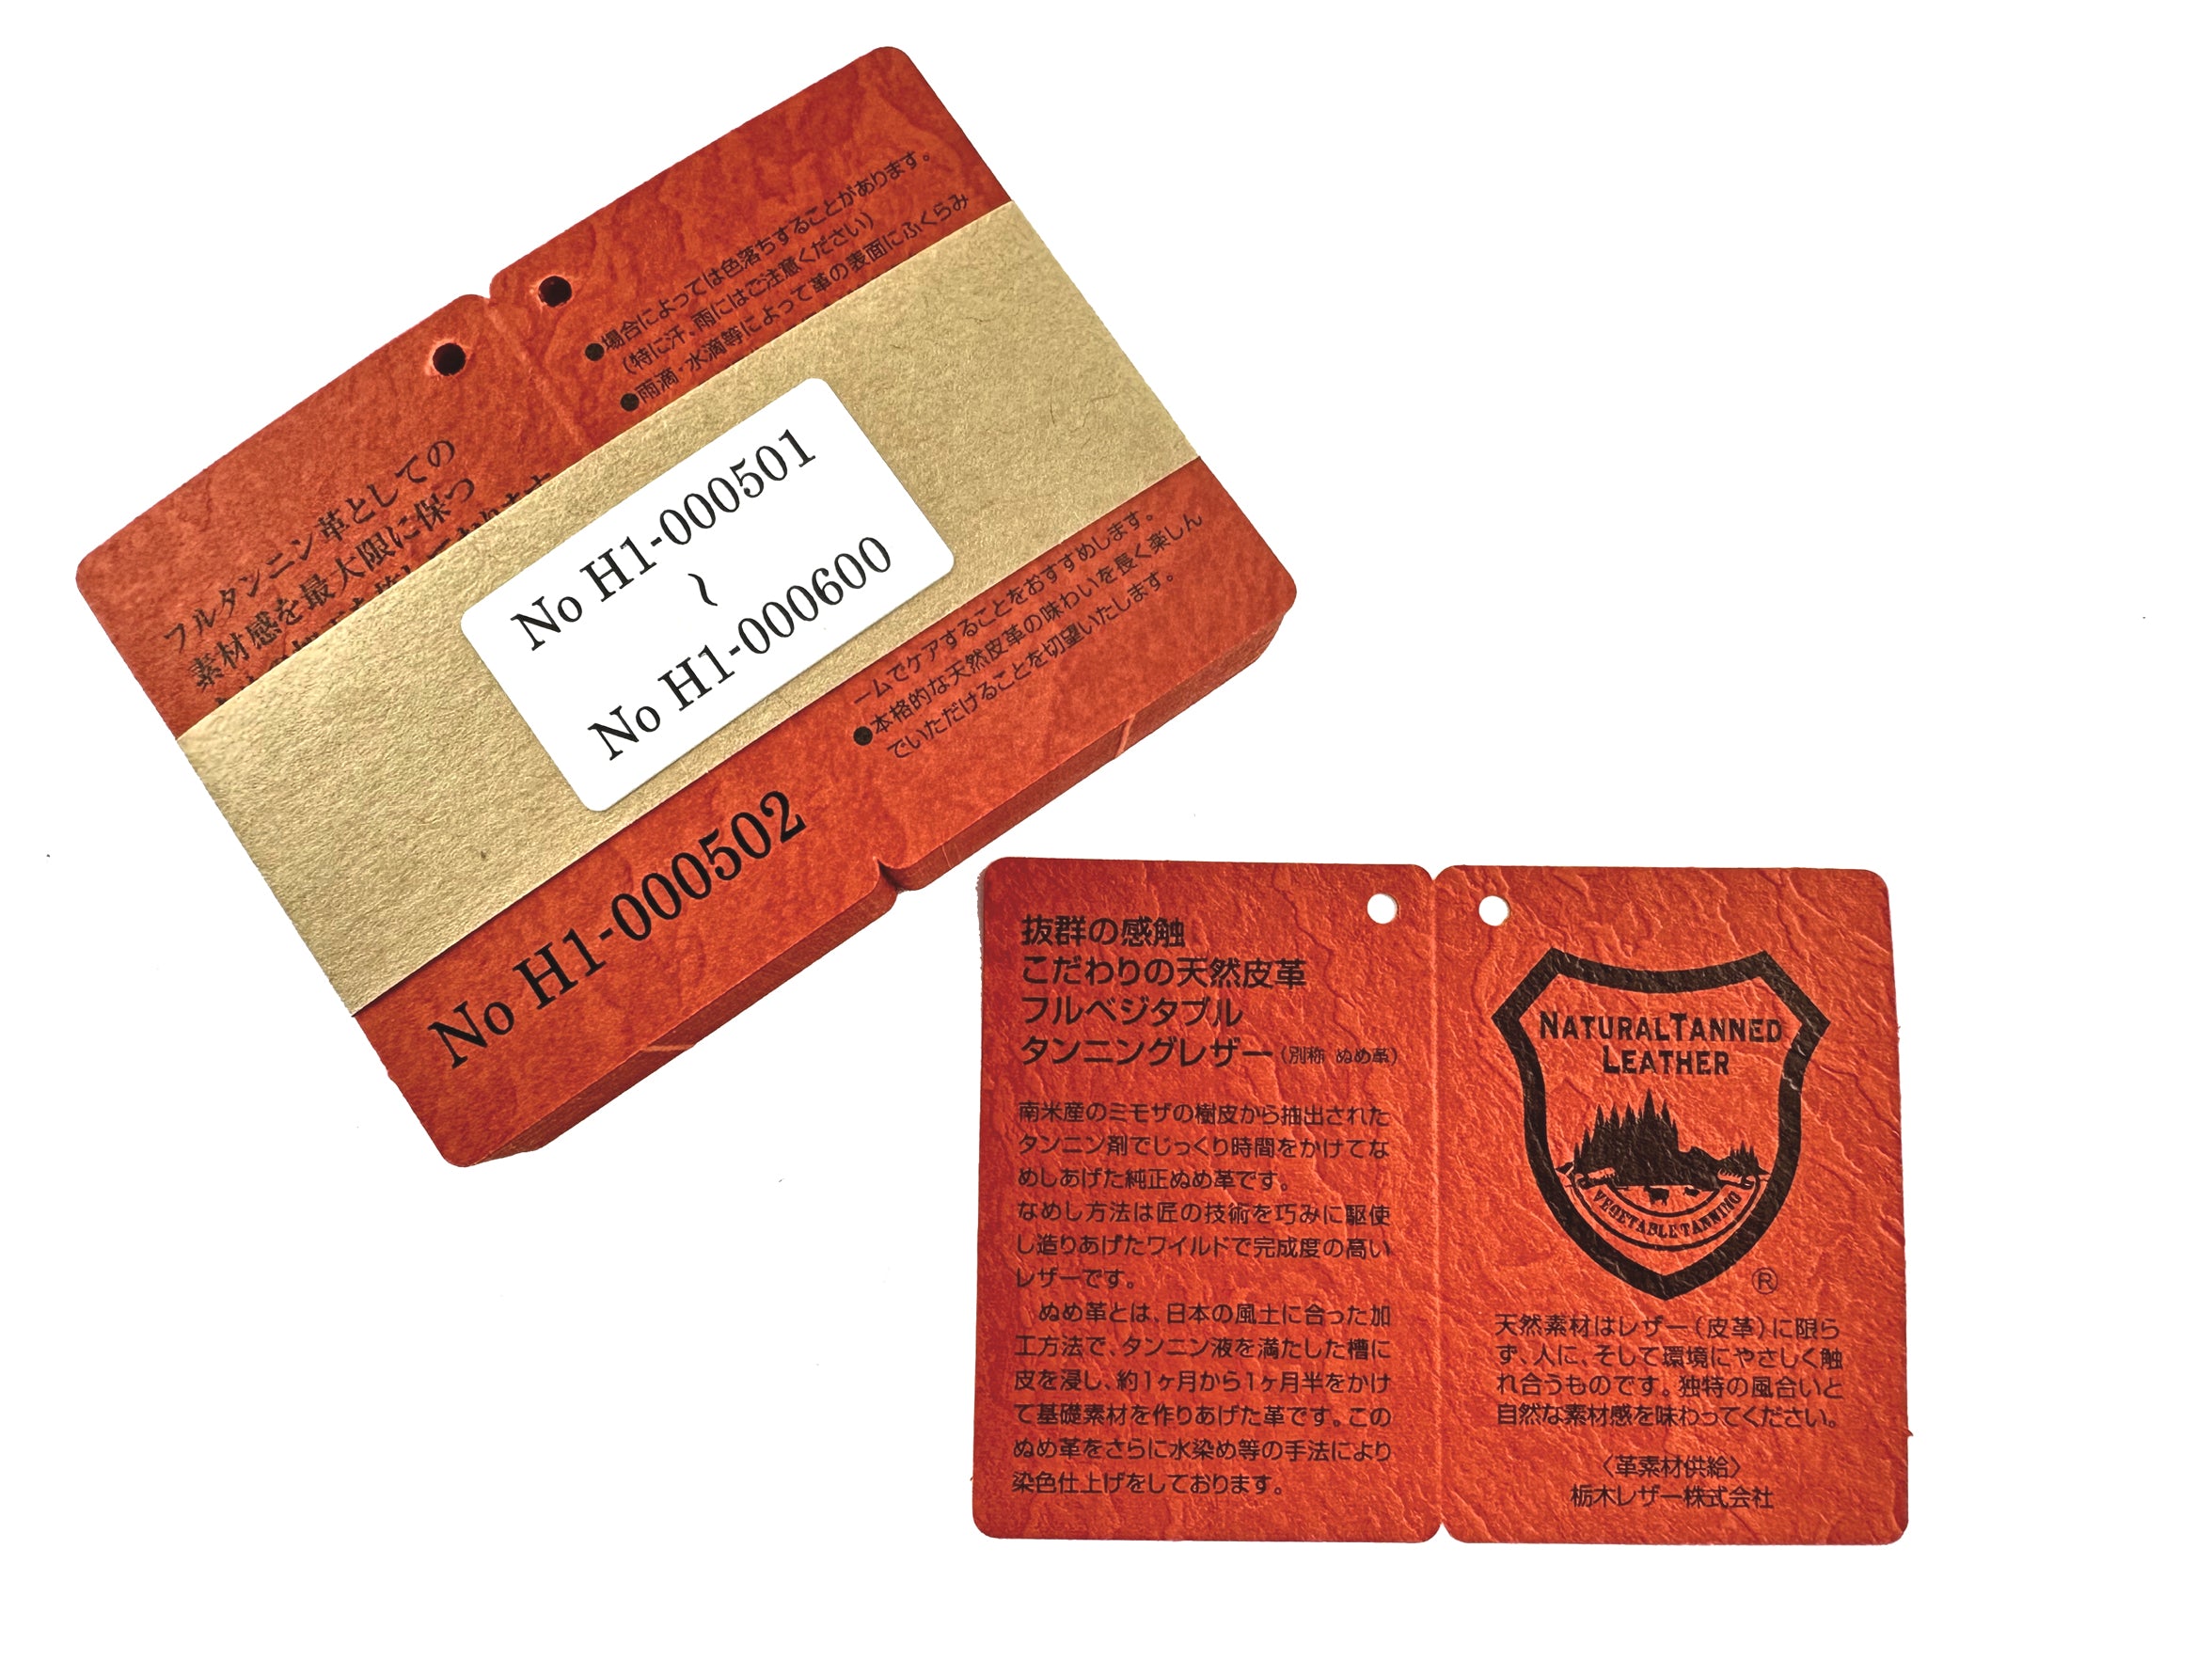 ●場合によっては色落ちすることがあります。
(特に汗、雨にはご注意ください)
●雨滴・水滴等によって革の表面にふくらみ
フルタンニン革としての
素材感を最大限に保つ
No H1-000501
〜
No H1-000600
ームでケアすることをおすすめします。
●本格的な天然皮革の味わいを長く楽しん
でいただけることを切望いたします。
No H1-000502
抜群の感触
こだわりの天然皮革
フルベジタブル
タンニングレザー(別称 ぬめ革)
南米産のミモザの樹皮から抽出された
タンニン剤でじっくり時間をかけてな
めしあげた純正ぬめ革です。
なめし方法は匠の技術を巧みに駆使
し造りあげたワイルドで完成度の高い
レザーです。
ぬめ革とは、日本の風土に合った加
工方法で、タンニン液を満たした槽に
皮を浸し、約1ヶ月から1ヶ月半をかけ
て基礎素材を作りあげた革です。この
ぬめ革をさらに水染め等の手法により
染色仕上げをしております。
NATURAL TANNED
LEATHER
VEGETABLE TANNING
®
天然素材はレザー(皮革)に限ら
ず、人に、そして環境にやさしく触
れ合うものです。独特の風合いと
自然な素材感を味わってください。
〈革素材供給〉
栃木レザー株式会社